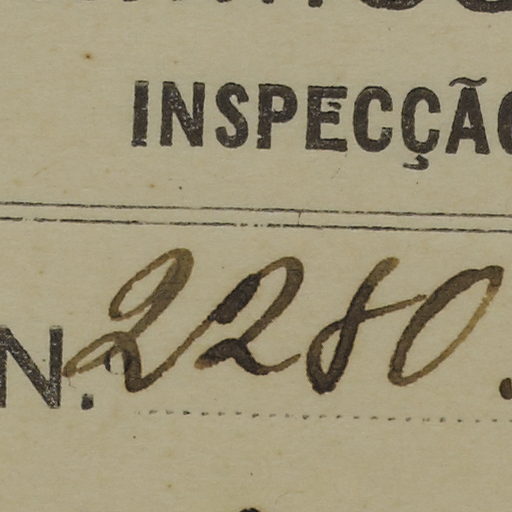 INSPECÇÃO
N.º 2280.